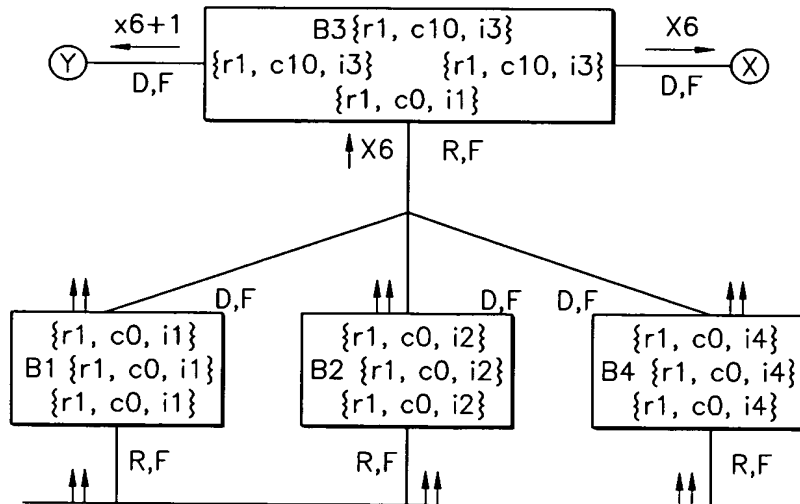 x6+1
B3{r1, c10, i3}
X6
Y
{r1, c10, i3} {r1, c10, i3}
X
D,F
D,F
{r1, c0, i1}
X6 R,F
D,F D,F D,F
{r1, c0, i1}
B1 {r1, c0, i1}
{r1, c0, i1}
{r1, c0, i2}
B2 {r1, c0, i2}
{r1, c0, i2}
{r1, c0, i4}
B4 {r1, c0, i4}
{r1, c0, i4}
R,F R,F R,F